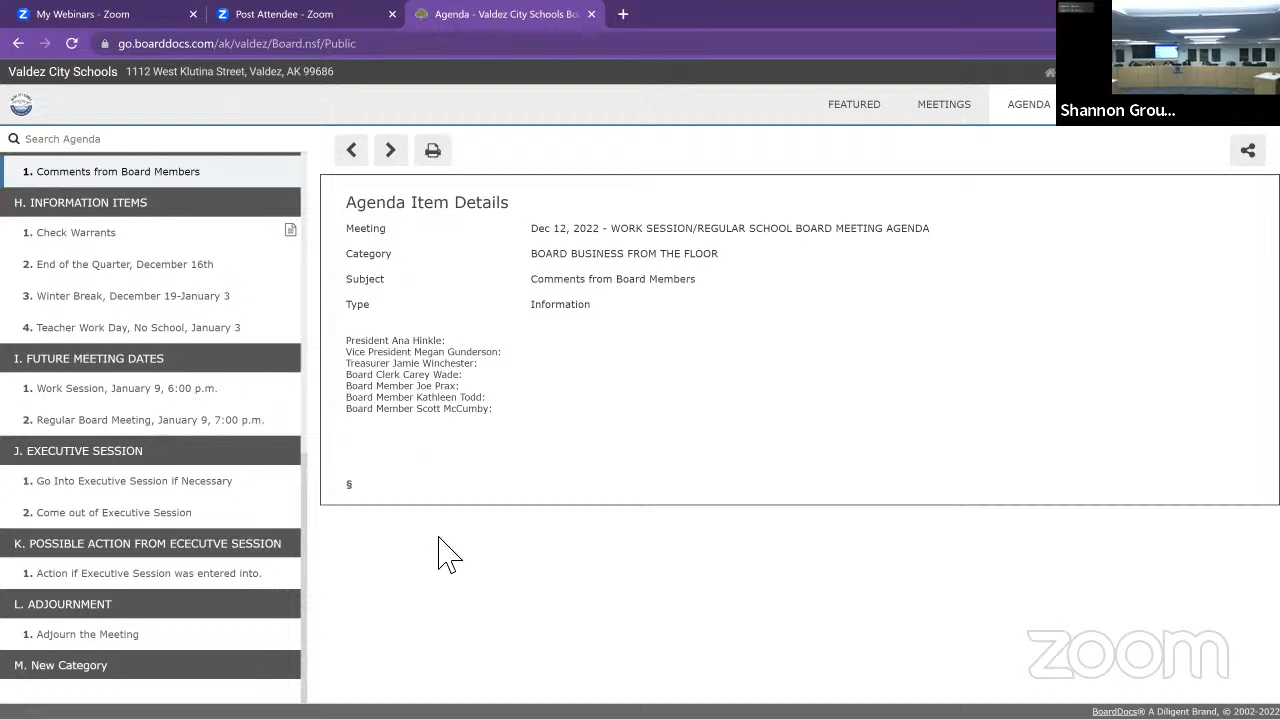 My Webinars - Zoom
Post Attendee - Zoom
Agenda - Valdez City Schools Bo
go.boarddocs.com/ak/valdez/Board.nsf/Public
Valdez City Schools 1112 West Klutina Street, Valdez, AK 99686
FEATURED
MEETINGS
AGENDA
Shannon Grou...
Search Agenda
1. Comments from Board Members
H. INFORMATION ITEMS
1. Check Warrants
2. End of the Quarter, December 16th
3. Winter Break, December 19-January 3
4. Teacher Work Day, No School, January 3
I. FUTURE MEETING DATES
1. Work Session, January 9, 6:00 p.m.
2. Regular Board Meeting, January 9, 7:00 p.m.
J. EXECUTIVE SESSION
1. Go Into Executive Session if Necessary
2. Come out of Executive Session
K. POSSIBLE ACTION FROM ECECUTVE SESSION
1. Action if Executive Session was entered into.
L. ADJOURNMENT
1. Adjourn the Meeting
M. New Category
Agenda Item Details
Meeting Dec 12, 2022 - WORK SESSION/REGULAR SCHOOL BOARD MEETING AGENDA
Category BOARD BUSINESS FROM THE FLOOR
Subject Comments from Board Members
Type Information
President Ana Hinkle:
Vice President Megan Gunderson:
Treasurer Jamie Winchester:
Board Clerk Carey Wade:
Board Member Joe Prax:
Board Member Kathleen Todd:
Board Member Scott McCumby:
§
zoom
BoardDocs® A Diligent Brand, © 2002-2022